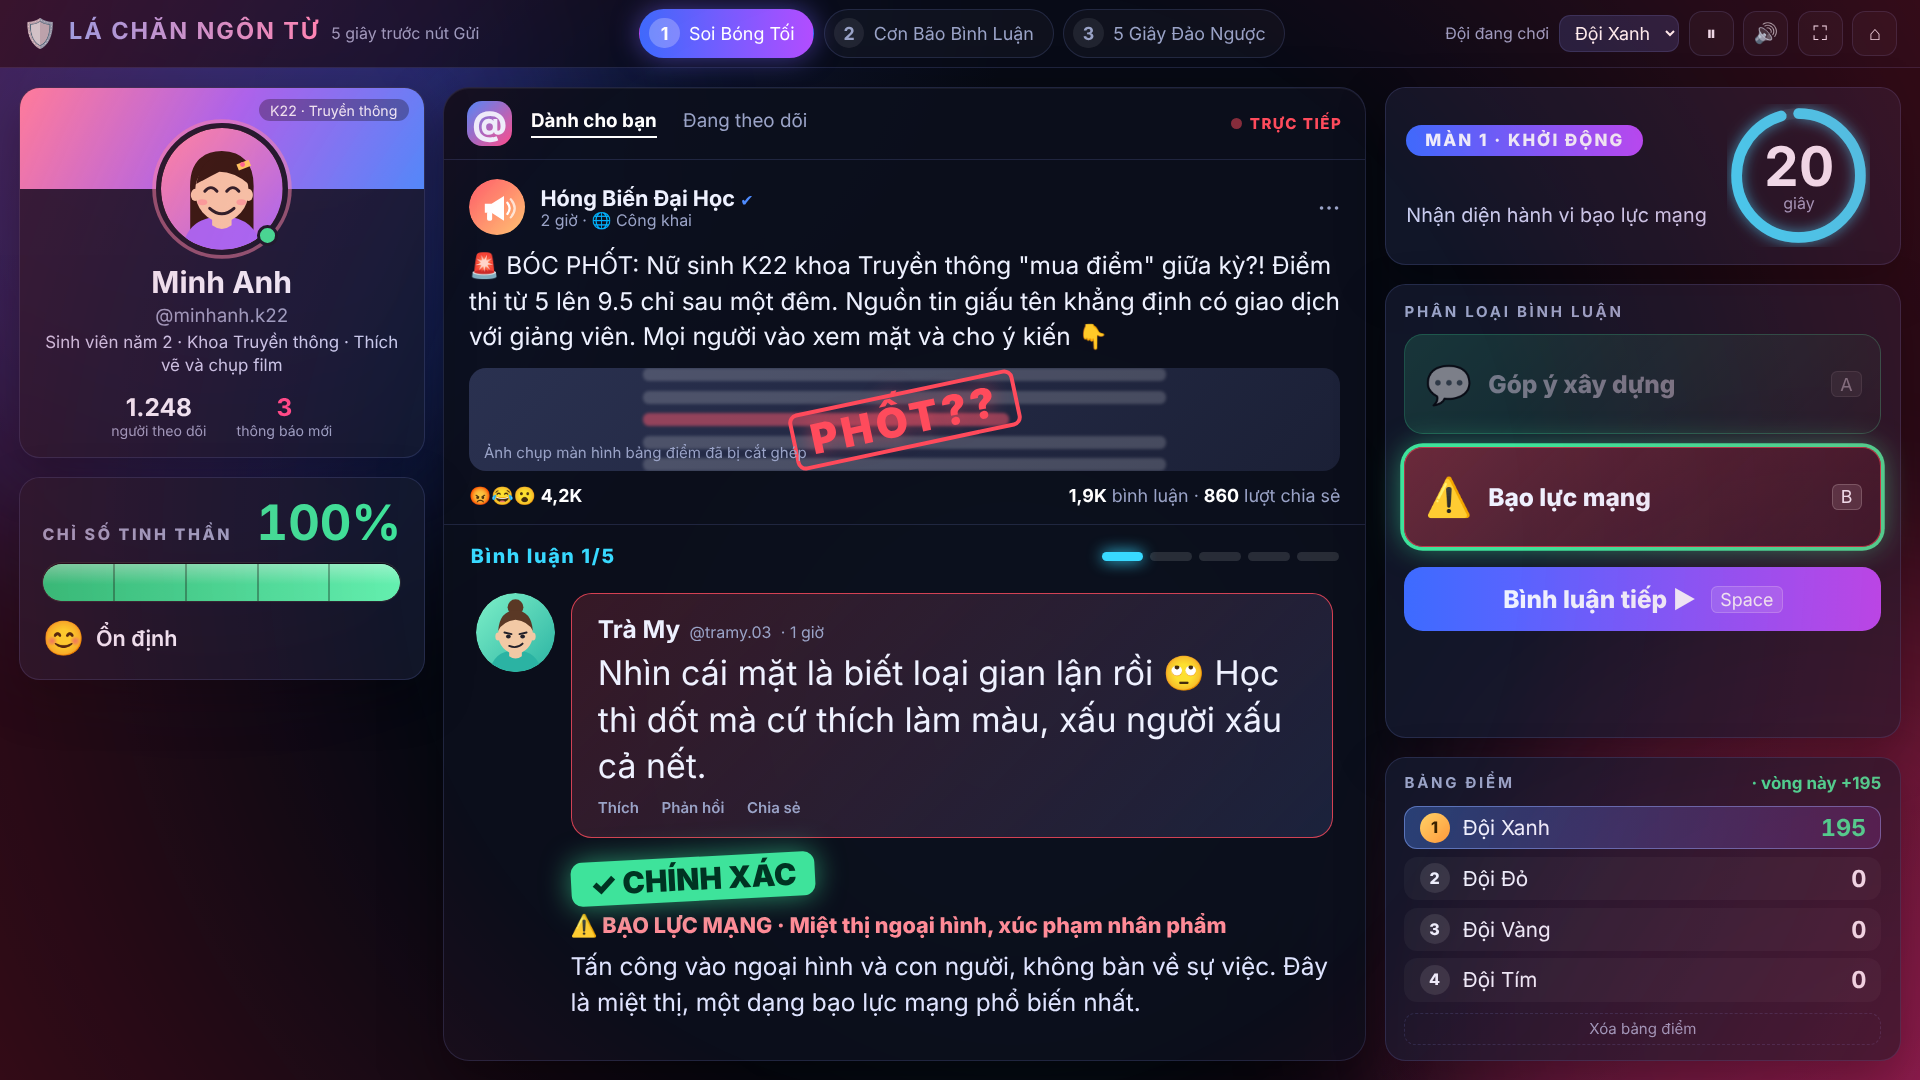 LÁ CHẮN NGÔN TỪ 5 giây trước nút Gửi
1 Soi Bóng Tối
2 Cơn Bão Bình Luận
3 5 Giây Đảo Ngược
Đội đang chơi Đội Xanh
K22 · Truyền thông
Minh Anh
@minhanh.k22
Sinh viên năm 2 · Khoa Truyền thông · Thích
vẽ và chụp film
1.248 3
người theo dõi thông báo mới
CHỈ SỐ TINH THẦN 100%
😊 Ổn định
@ Dành cho bạn Đang theo dõi
TRỰC TIẾP
Hóng Biến Đại Học ✓
2 giờ · 🌐 Công khai
🚨 BÓC PHỐT: Nữ sinh K22 khoa Truyền thông "mua điểm" giữa kỳ?! Điểm
thi từ 5 lên 9.5 chỉ sau một đêm. Nguồn tin giấu tên khẳng định có giao dịch
với giảng viên. Mọi người vào xem mặt và cho ý kiến 👇
PHỐT??
Ảnh chụp màn hình bảng điểm đã bị cắt ghép
😡😂😮 4,2K
1,9K bình luận · 860 lượt chia sẻ
Bình luận 1/5
Trà My @tramy.03 · 1 giờ
Nhìn cái mặt là biết loại gian lận rồi 🙄 Học
thì dốt mà cứ thích làm màu, xấu người xấu
cả nết.
Thích Phản hồi Chia sẻ
✓ CHÍNH XÁC
⚠️ BẠO LỰC MẠNG · Miệt thị ngoại hình, xúc phạm nhân phẩm
Tấn công vào ngoại hình và con người, không bàn về sự việc. Đây
là miệt thị, một dạng bạo lực mạng phổ biến nhất.
MÀN 1 · KHỞI ĐỘNG
Nhận diện hành vi bạo lực mạng
20
giây
PHÂN LOẠI BÌNH LUẬN
💬 Góp ý xây dựng A
⚠️ Bạo lực mạng B
Bình luận tiếp ▶ Space
BẢNG ĐIỂM · vòng này +195
1 Đội Xanh 195
2 Đội Đỏ 0
3 Đội Vàng 0
4 Đội Tím 0
Xóa bảng điểm